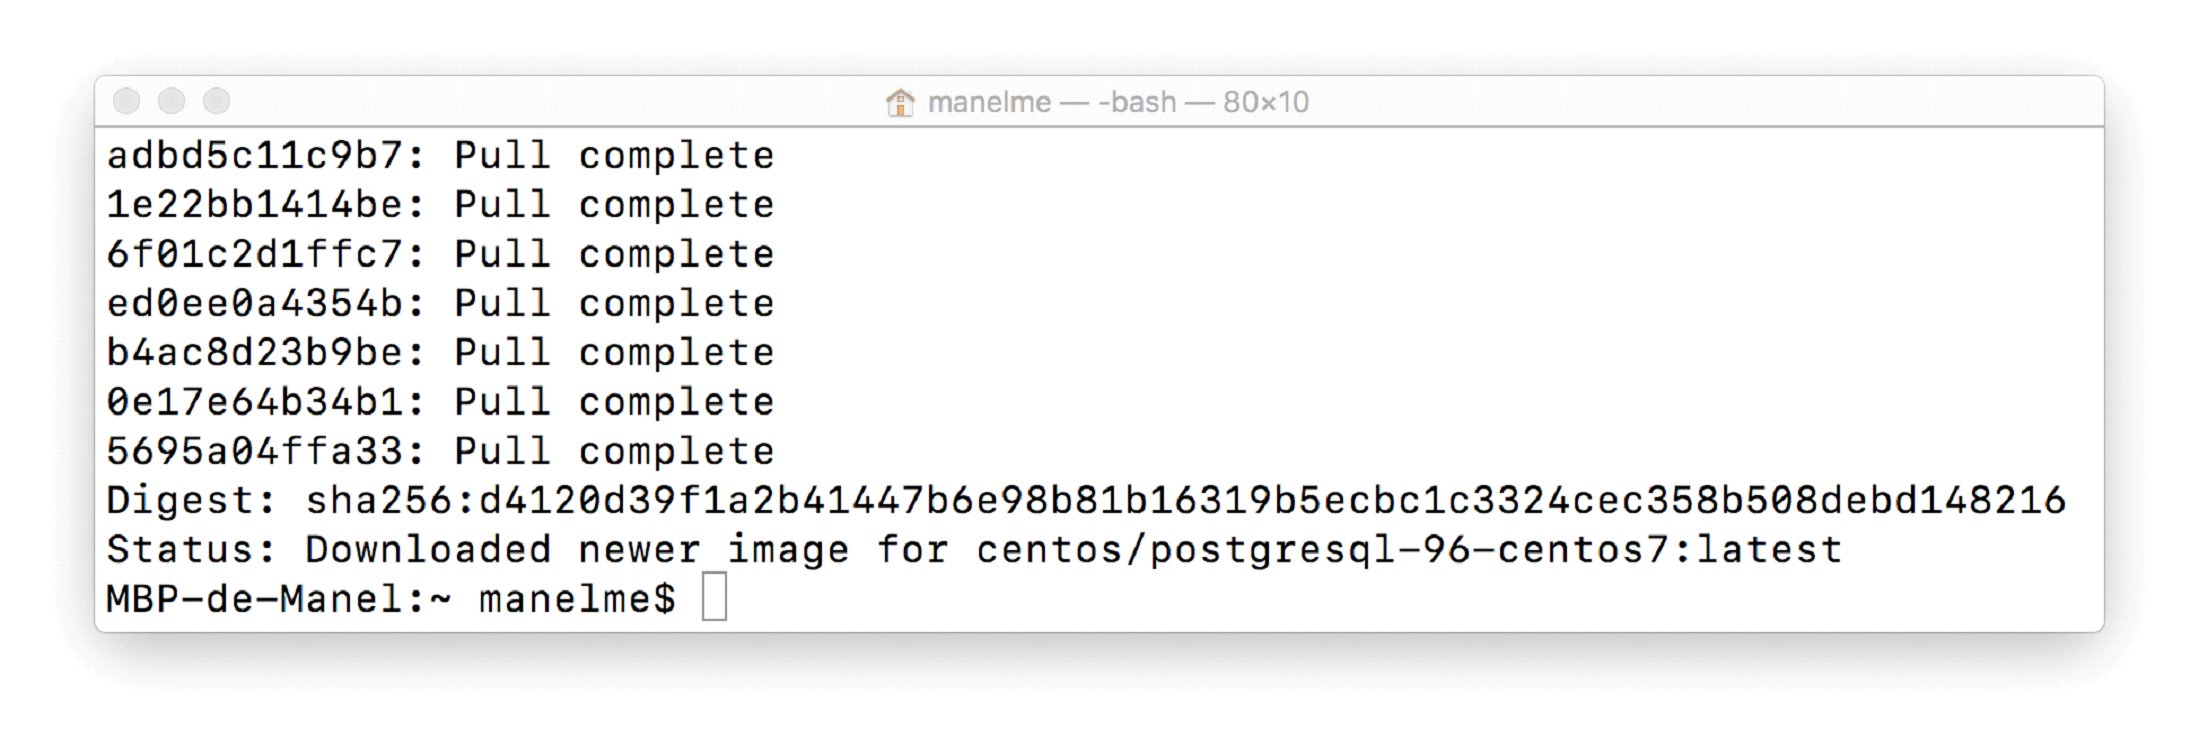 manelme — -bash — 80×10
adbd5c11c9b7: Pull complete
1e22bb1414be: Pull complete
6f01c2d1ffc7: Pull complete
ed0ee0a4354b: Pull complete
b4ac8d23b9be: Pull complete
0e17e64b34b1: Pull complete
5695a04ffa33: Pull complete
Digest: sha256:d4120d39f1a2b41447b6e98b81b16319b5ecbc1c3324cec358b508debd148216
Status: Downloaded newer image for centos/postgresql-96-centos7:latest
MBP-de-Manel:~ manelme$